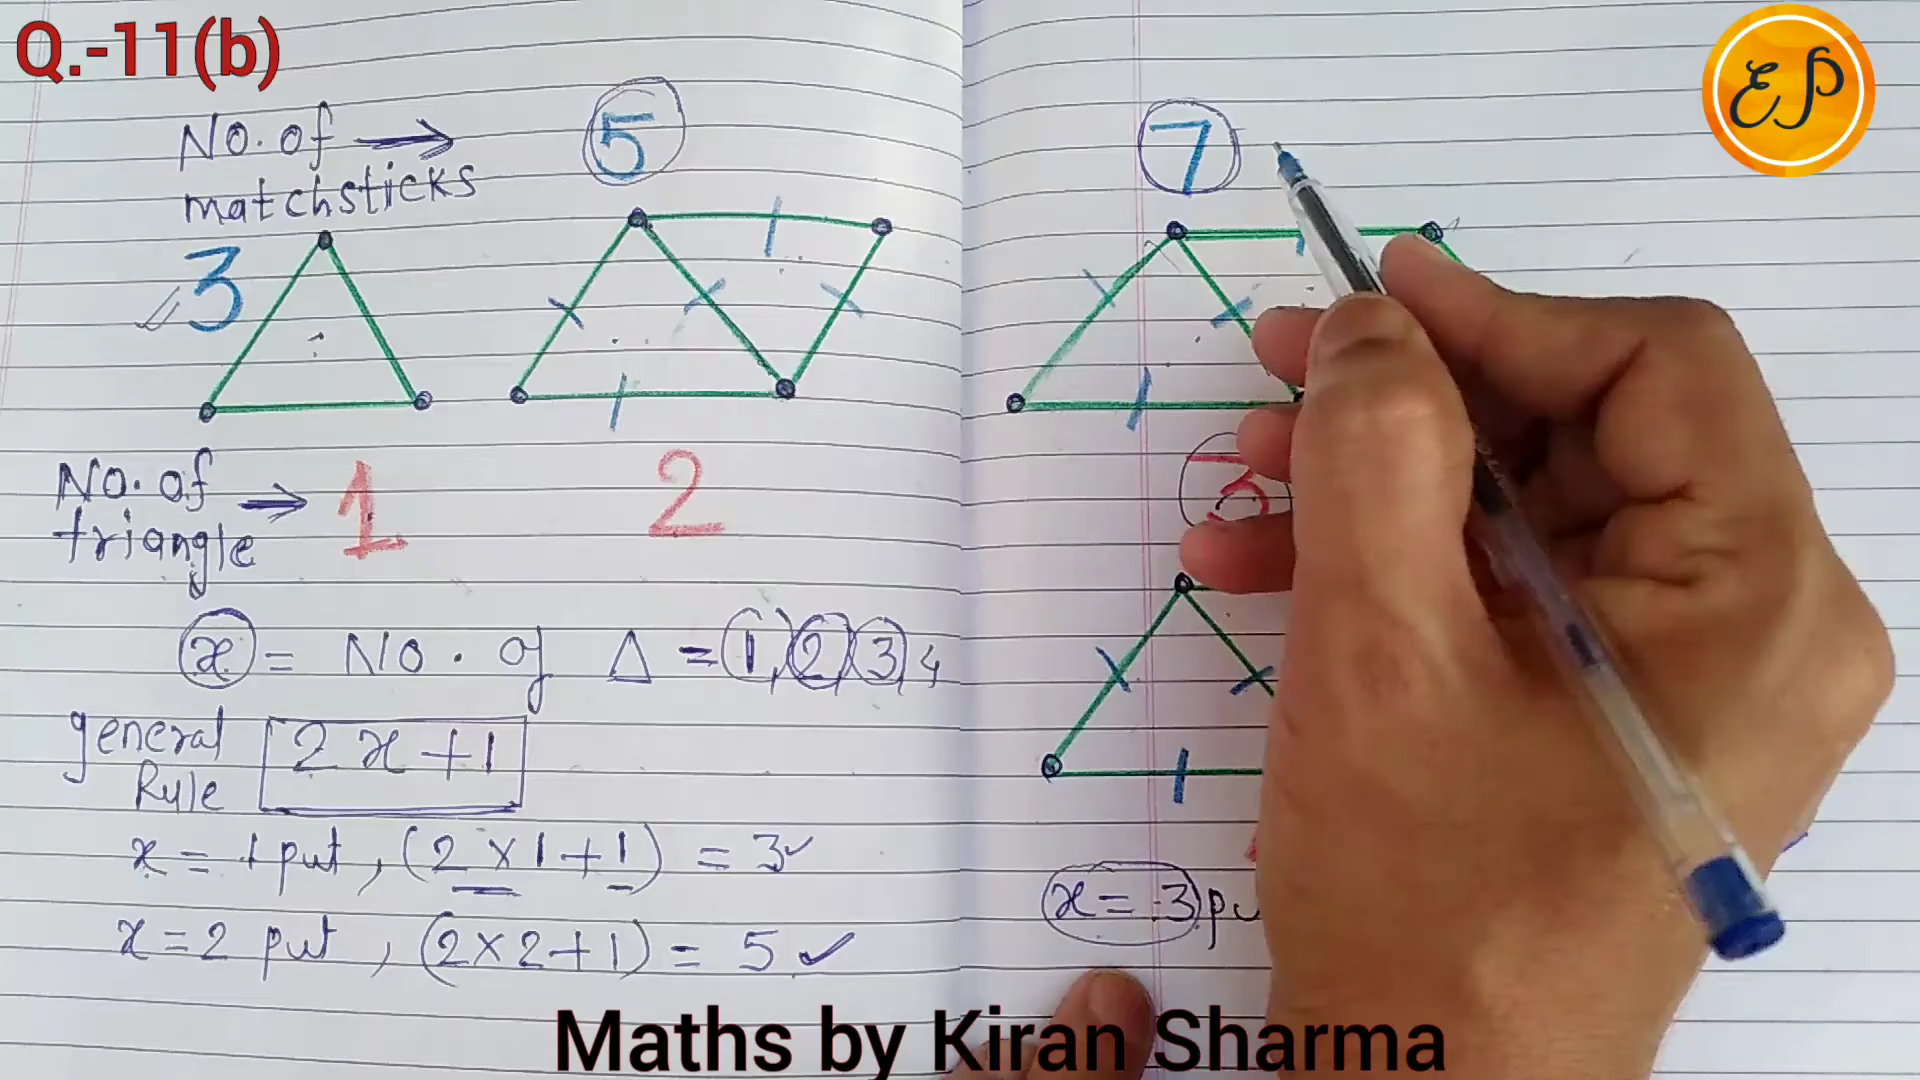 Q.-11(b)
EP
No. of → 5
matchsticks
7
3
No. of → 1 2
triangle
3
x = No. of Δ = 1, 2, 3, 4
general 2x+1
Rule
x = 1 put, (2×1+1) = 3✓
x = 3
x = 2 put, (2×2+1) = 5 ✓
Maths by Kiran Sharma